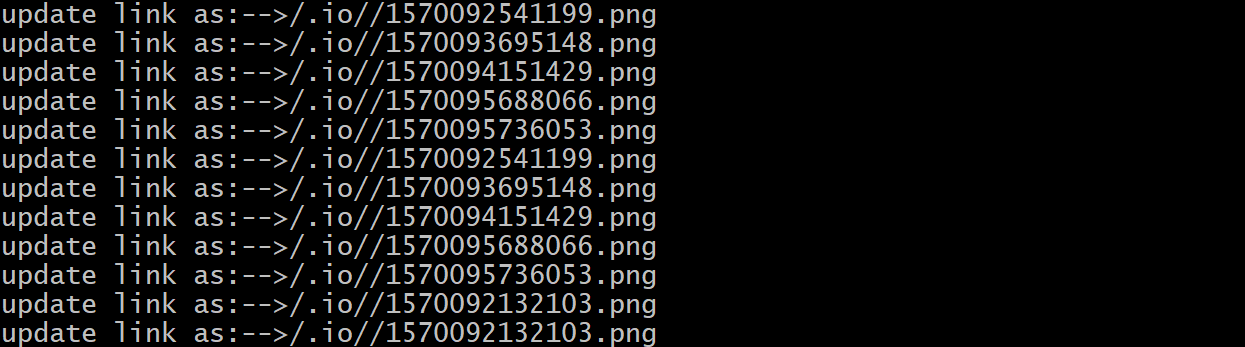 update link as:-->/.io//1570092541199.png
update link as:-->/.io//1570093695148.png
update link as:-->/.io//1570094151429.png
update link as:-->/.io//1570095688066.png
update link as:-->/.io//1570095736053.png
update link as:-->/.io//1570092541199.png
update link as:-->/.io//1570093695148.png
update link as:-->/.io//1570094151429.png
update link as:-->/.io//1570095688066.png
update link as:-->/.io//1570095736053.png
update link as:-->/.io//1570092132103.png
update link as:-->/.io//1570092132103.png